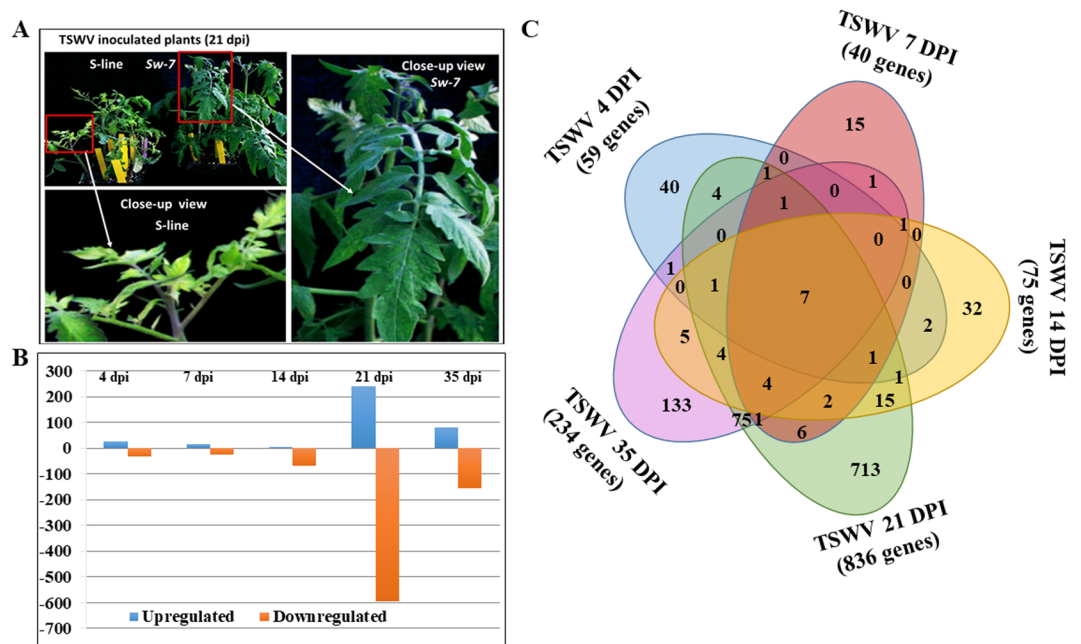 A
TSWV inoculated plants (21 dpi)
S-line Sw-7
Close-up view
Sw-7
Close-up view
S-line
B
300
200
100
0
-100
-200
-300
-400
-500
-600
-700
4 dpi 7 dpi 14 dpi 21 dpi 35 dpi
Upregulated Downregulated
C
TSWV 4 DPI
(59 genes)
TSWV 7 DPI
(40 genes)
TSWV 14 DPI
(75 genes)
TSWV 21 DPI
(836 genes)
TSWV 35 DPI
(234 genes)
15
0
1
40 4 0 1
1
0 0 1 0
1
0 1 7 0
32
5 2
4 1
4 1
133 2 15
75 1 6
713